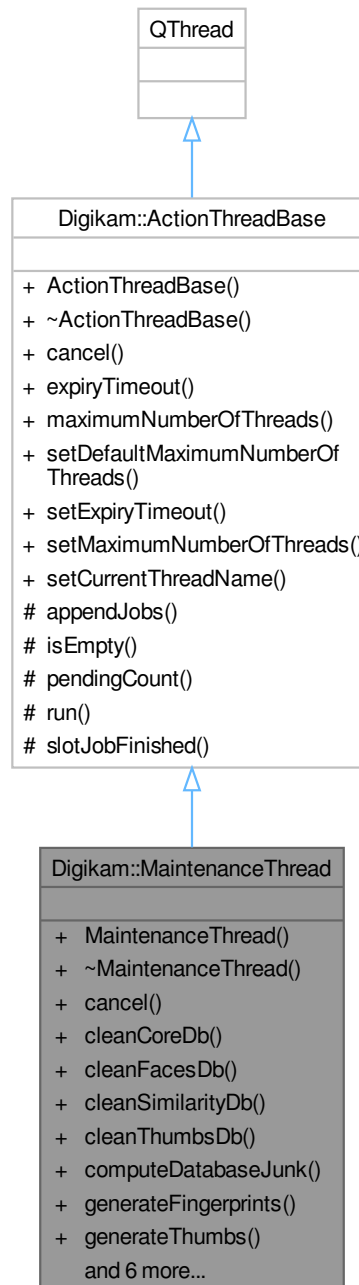 QThread
Digikam::ActionThreadBase
+ ActionThreadBase()
+ ~ActionThreadBase()
+ cancel()
+ expiryTimeout()
+ maximumNumberOfThreads()
+ setDefaultMaximumNumberOf
Threads()
+ setExpiryTimeout()
+ setMaximumNumberOfThreads()
+ setCurrentThreadName()
# appendJobs()
# isEmpty()
# pendingCount()
# run()
# slotJobFinished()
Digikam::MaintenanceThread
+ MaintenanceThread()
+ ~MaintenanceThread()
+ cancel()
+ cleanCoreDb()
+ cleanFacesDb()
+ cleanSimilarityDb()
+ cleanThumbsDb()
+ computeDatabaseJunk()
+ generateFingerprints()
+ generateThumbs()
and 6 more...